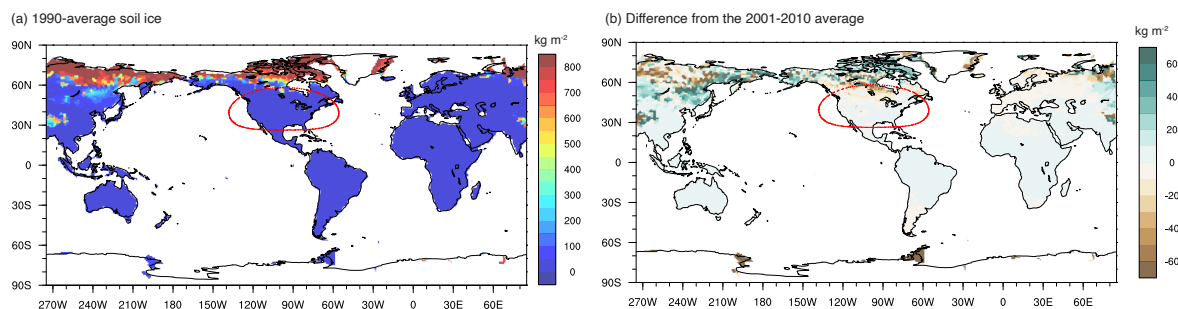 (a) 1990-average soil ice
kg m-2
90N
60N
30N
0
30S
60S
90S
270W 240W 210W 180 150W 120W 90W 60W 30W 0 30E 60E
800
700
600
500
400
300
200
100
0
(b) Difference from the 2001-2010 average
kg m-2
90N
60N
30N
0
30S
60S
90S
270W 240W 210W 180 150W 120W 90W 60W 30W 0 30E 60E
60
40
20
0
-20
-40
-60